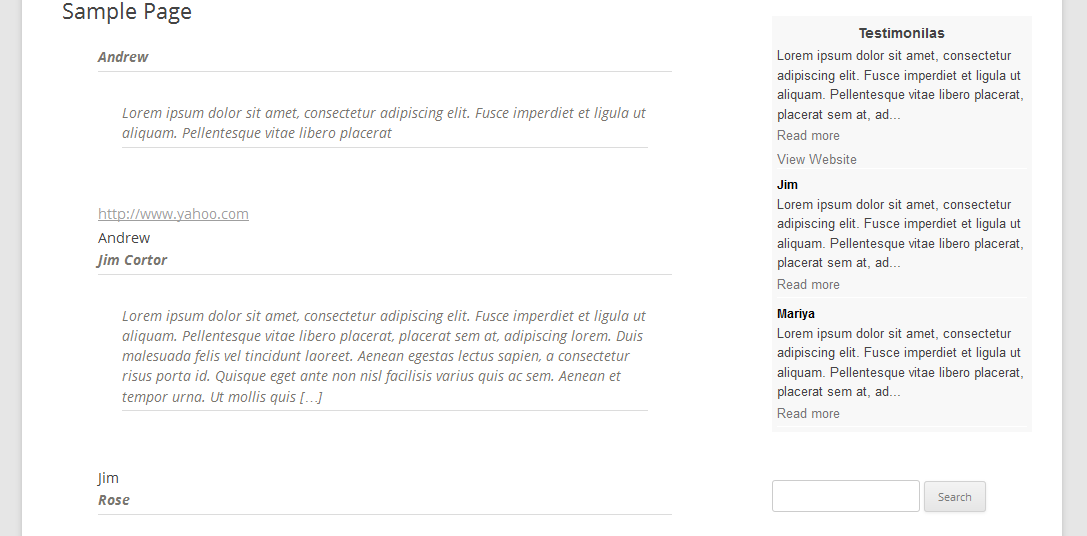 Sample Page
Andrew
Lorem ipsum dolor sit amet, consectetur adipiscing elit. Fusce imperdiet et ligula ut
aliquam. Pellentesque vitae libero placerat
http://www.yahoo.com
Andrew
Jim Cortor
Lorem ipsum dolor sit amet, consectetur adipiscing elit. Fusce imperdiet et ligula ut
aliquam. Pellentesque vitae libero placerat, placerat sem at, adipiscing lorem. Duis
malesuada felis vel tincidunt laoreet. Aenean egestas lectus sapien, a consectetur
risus porta id. Quisque eget ante non nisl facilisis varius quis ac sem. Aenean et
tempor urna. Ut mollis quis […]
Jim
Rose
Testimonilas
Lorem ipsum dolor sit amet, consectetur
adipiscing elit. Fusce imperdiet et ligula ut
aliquam. Pellentesque vitae libero placerat,
placerat sem at, ad...
Read more
View Website
Jim
Lorem ipsum dolor sit amet, consectetur
adipiscing elit. Fusce imperdiet et ligula ut
aliquam. Pellentesque vitae libero placerat,
placerat sem at, ad...
Read more
Mariya
Lorem ipsum dolor sit amet, consectetur
adipiscing elit. Fusce imperdiet et ligula ut
aliquam. Pellentesque vitae libero placerat,
placerat sem at, ad...
Read more
Search